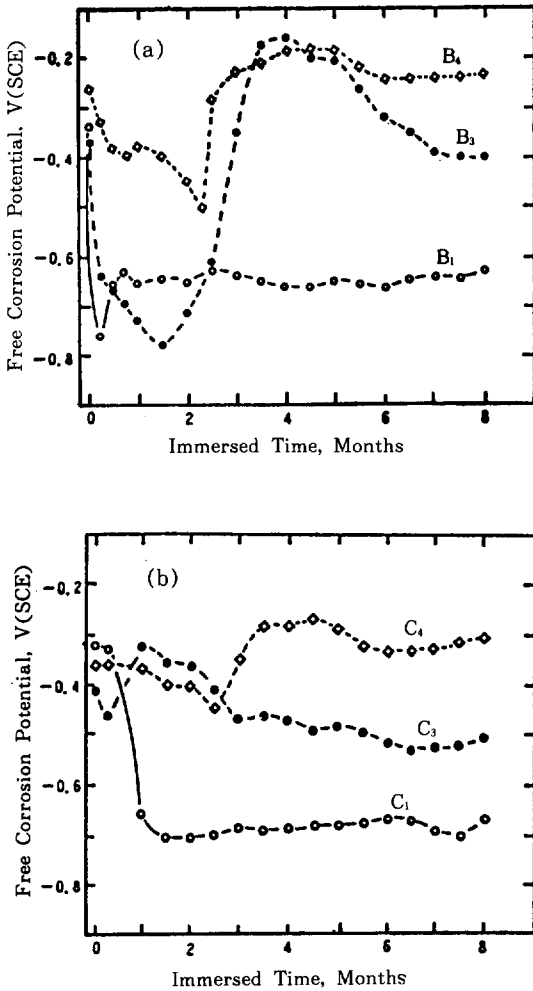 (a)
Free Corrosion Potential. V(SCE)
-0.2
-0.4
-0.6
-0.8
B₄
B₃
B₁
0 2 4 6 8
Immersed Time, Months
(b)
Free Corrosion Potential, V(SCE)
-0.2
-0.4
-0.6
-0.8
C₄
C₃
C₁
0 2 4 6 8
Immersed Time, Months